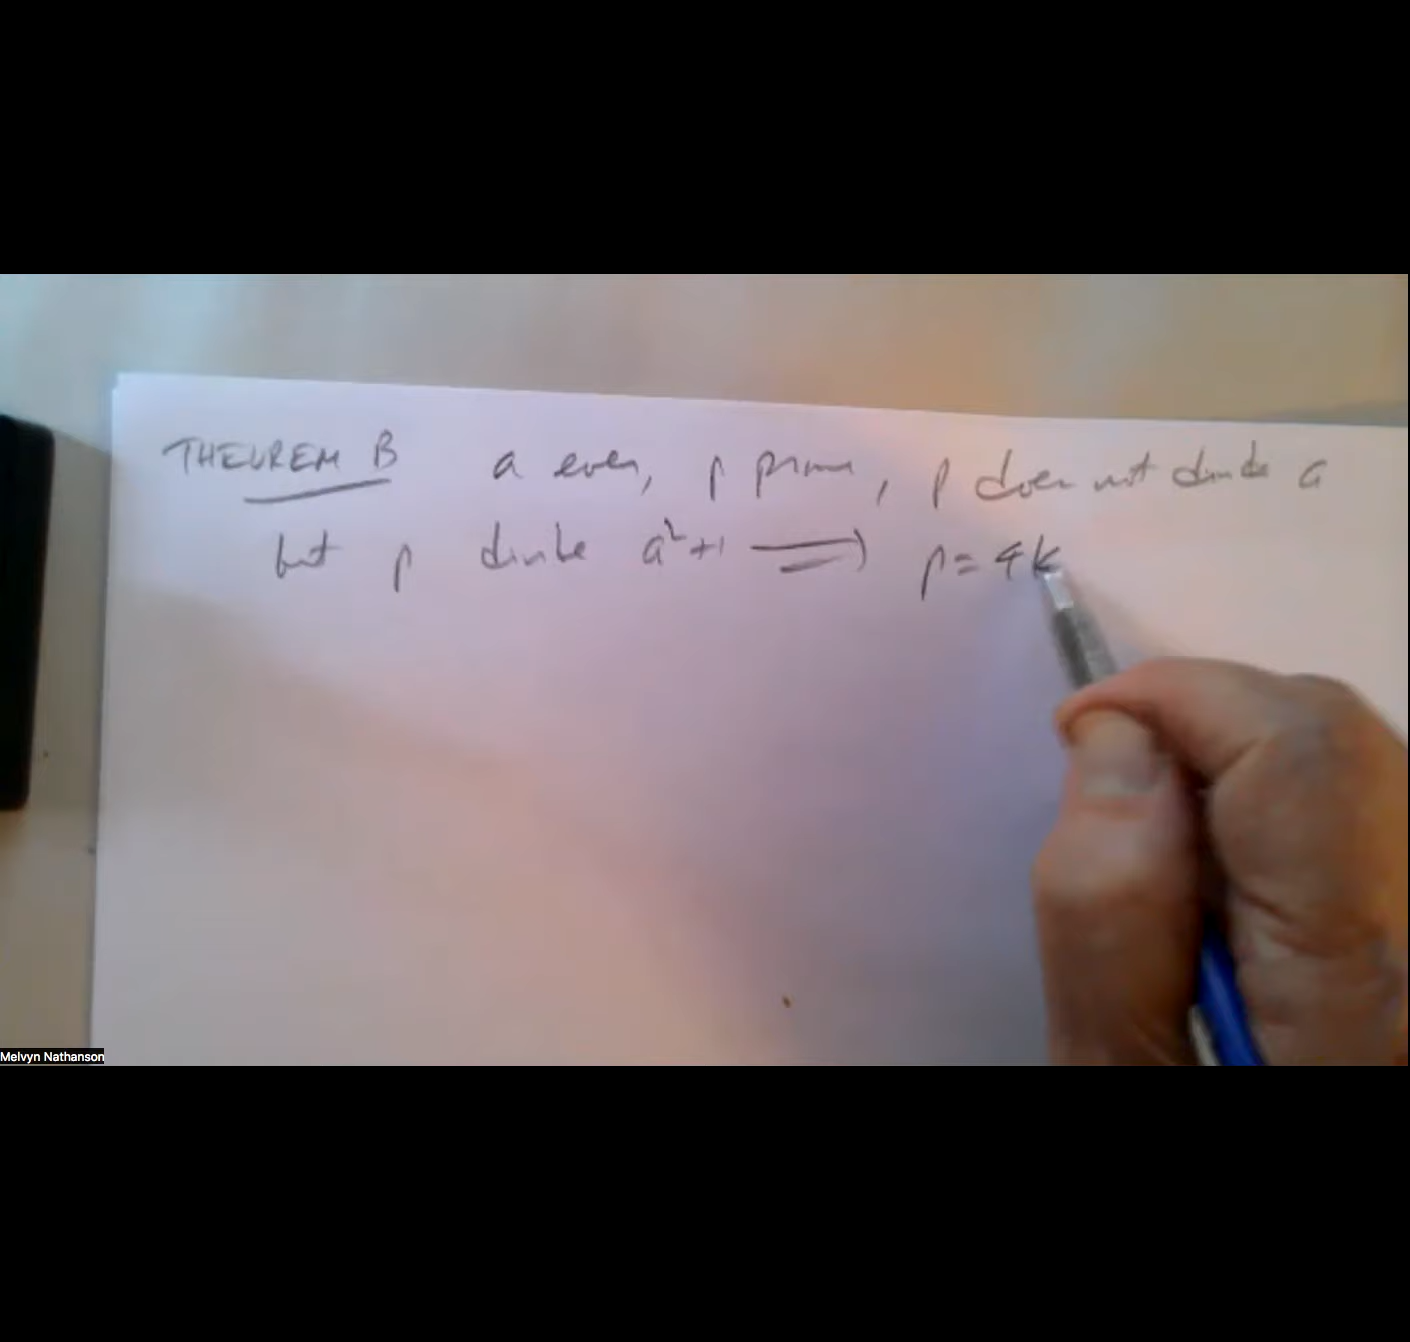 THEOREM B a even, p prime, p does not divide a
but p divides a²+1 ⟹ p = 4k
Melvyn Nathanson